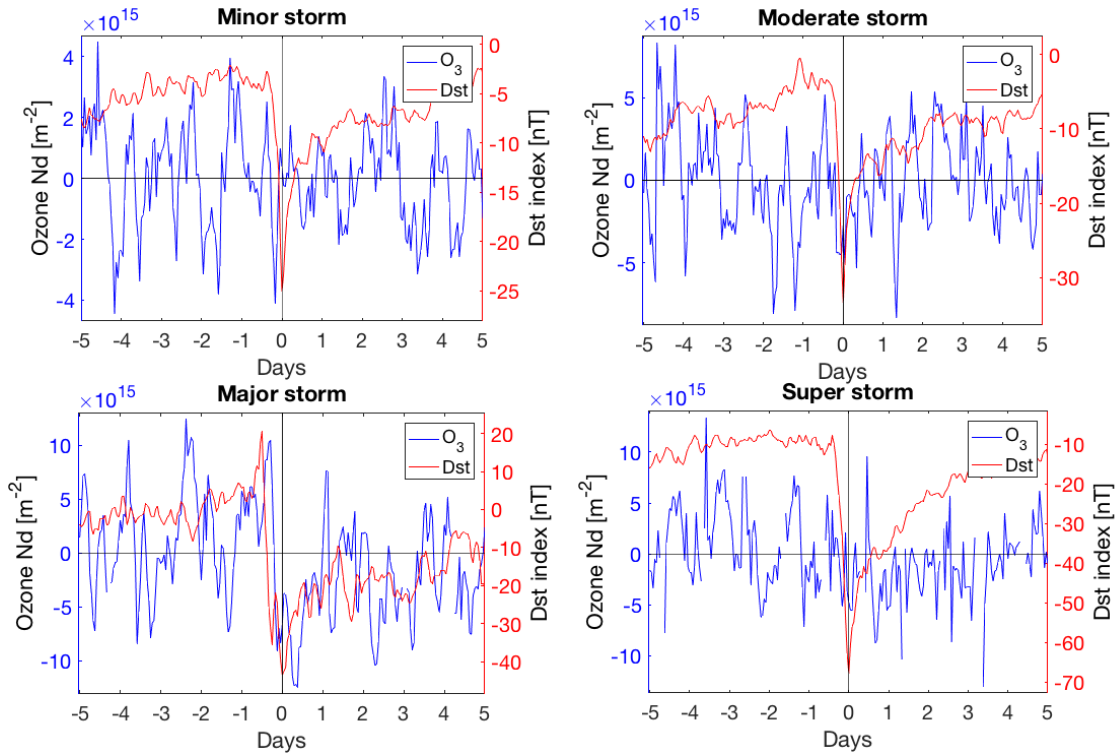 Minor storm
×10^15
O3
Dst
4
2
0
-2
-4
0
-5
-10
-15
-20
-25
Ozone Nd [m^-2]
Dst index [nT]
-5 -4 -3 -2 -1 0 1 2 3 4 5
Days
Moderate storm
×10^15
O3
Dst
5
0
-5
0
-10
-20
-30
Ozone Nd [m^-2]
Dst index [nT]
-5 -4 -3 -2 -1 0 1 2 3 4 5
Days
Major storm
×10^15
O3
Dst
10
5
0
-5
-10
20
10
0
-10
-20
-30
-40
Ozone Nd [m^-2]
Dst index [nT]
-5 -4 -3 -2 -1 0 1 2 3 4 5
Days
Super storm
×10^15
O3
Dst
10
5
0
-5
-10
-10
-20
-30
-40
-50
-60
-70
Ozone Nd [m^-2]
Dst index [nT]
-5 -4 -3 -2 -1 0 1 2 3 4 5
Days